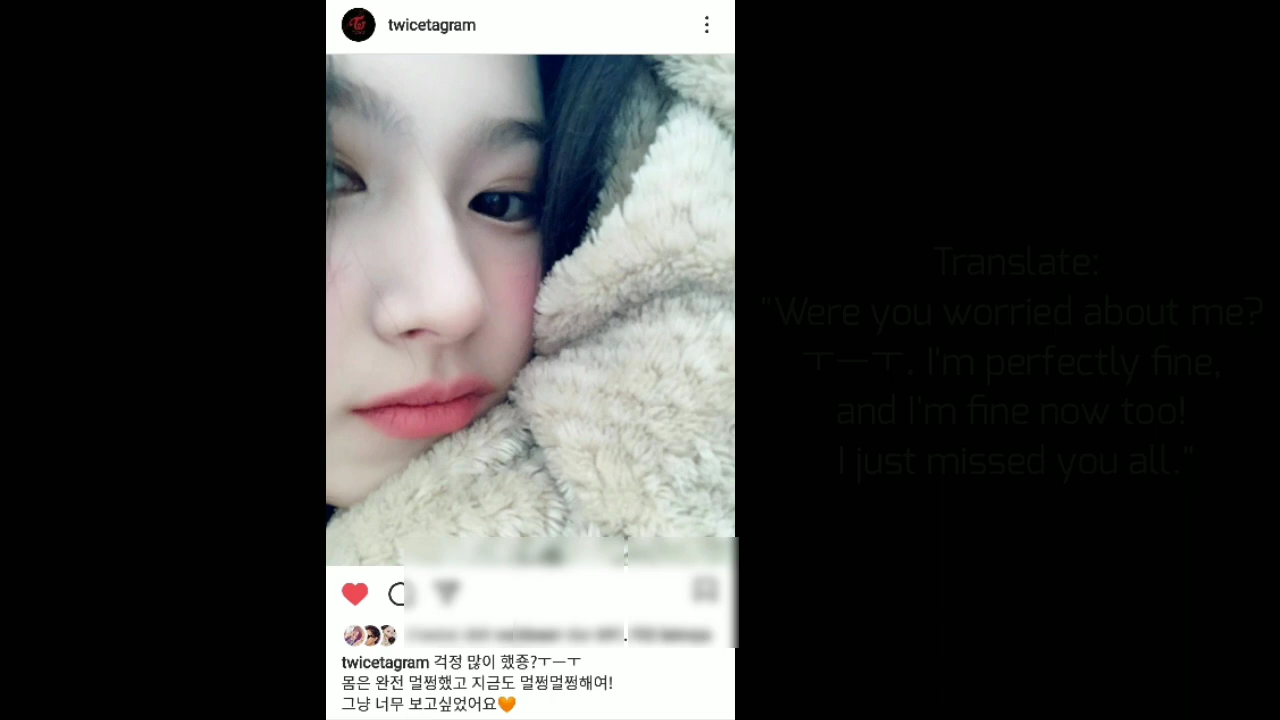 twicetagram
twicetagram 걱정 많이 했죵?ㅜㅡㅜ
몸은 완전 멀쩡했고 지금도 멀쩡멀쩡해여!
그냥 너무 보고싶었어요🧡
Translate:
"Were you worried about me?
ㅜㅡㅜ. I'm perfectly fine,
and I'm fine now too!
I just missed you all."